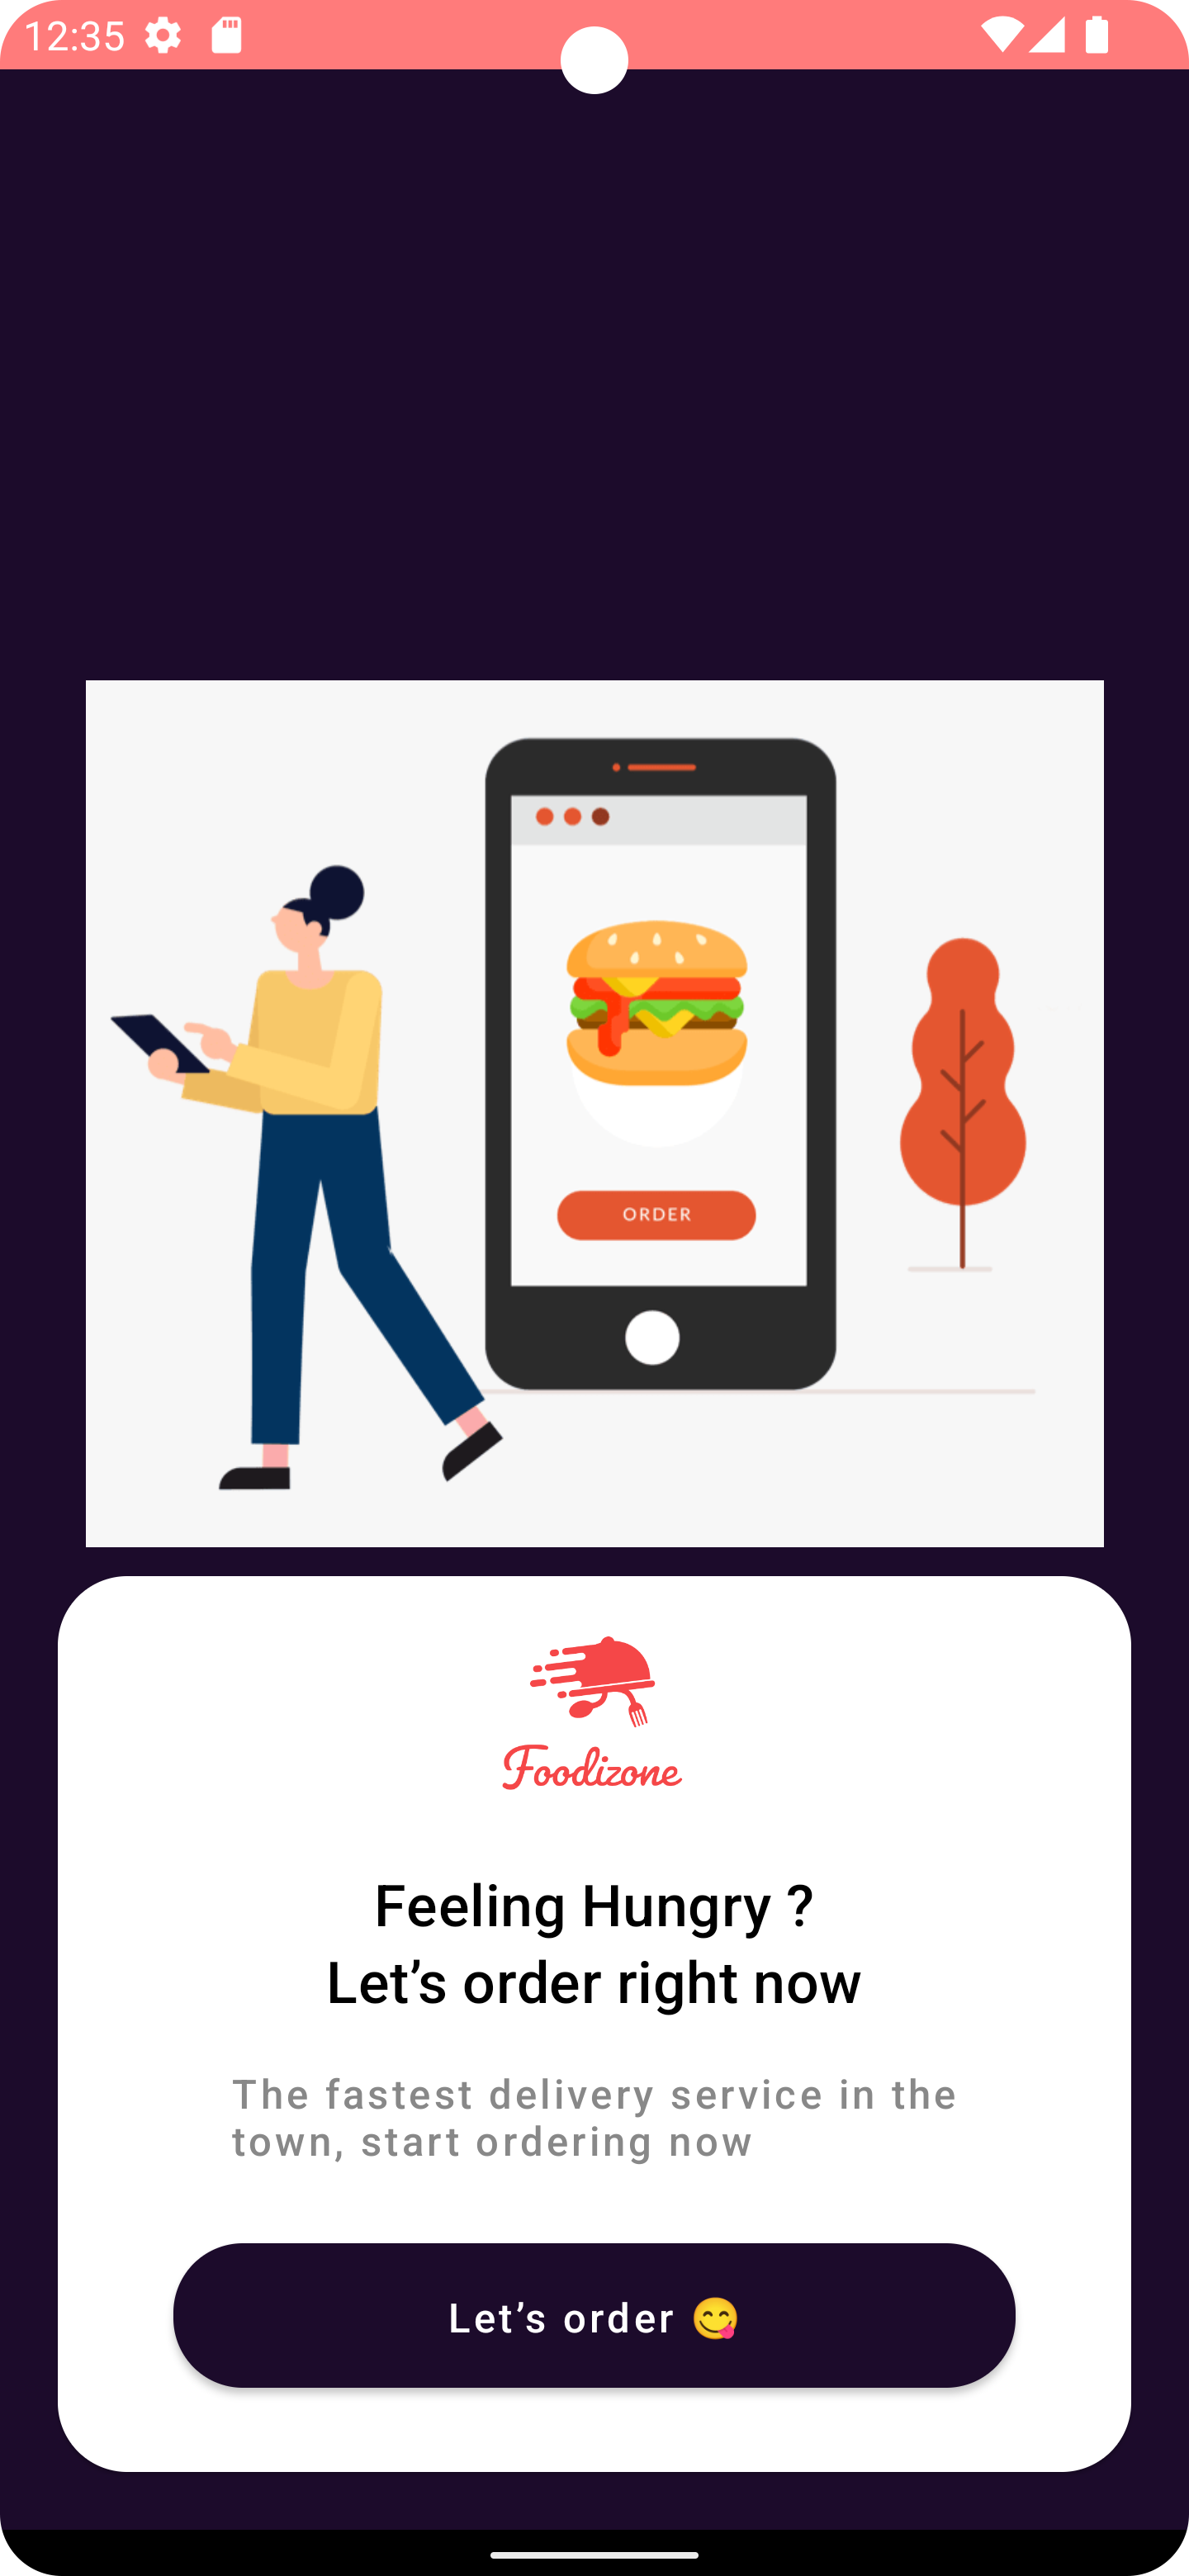 12:35
ORDER
Foodizone
Feeling Hungry ?
Let’s order right now
The fastest delivery service in the
town, start ordering now
Let’s order 😋